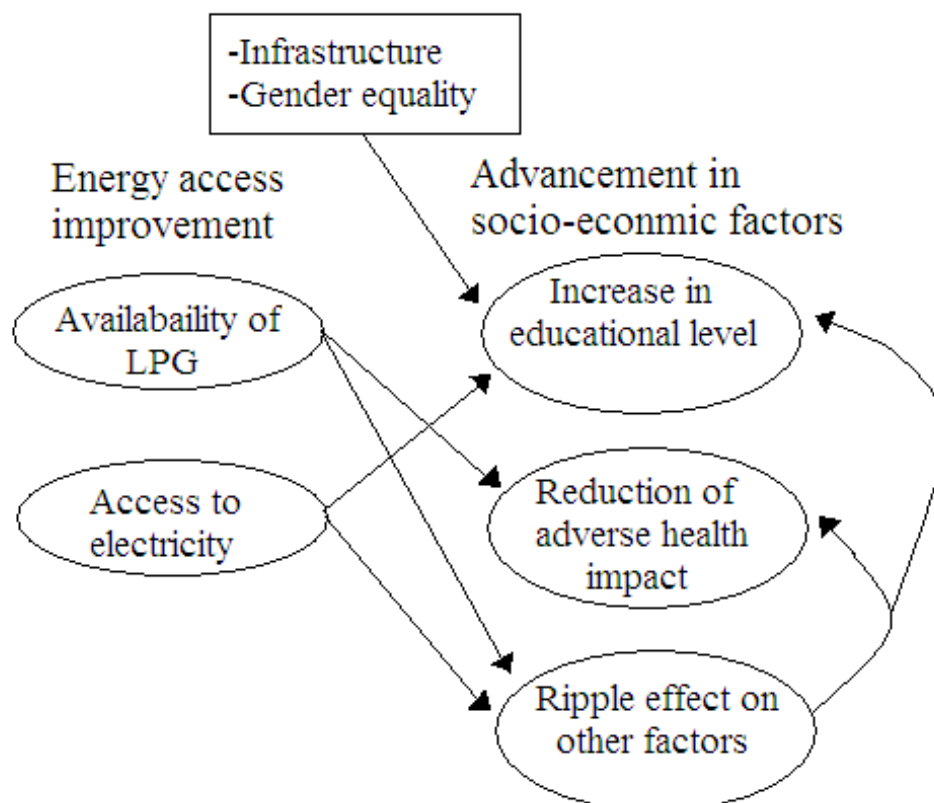 -Infrastructure
-Gender equality
Energy access
improvement
Advancement in
socio-econmic factors
Availabaility of
LPG
Increase in
educational level
Access to
electricity
Reduction of
adverse health
impact
Ripple effect on
other factors